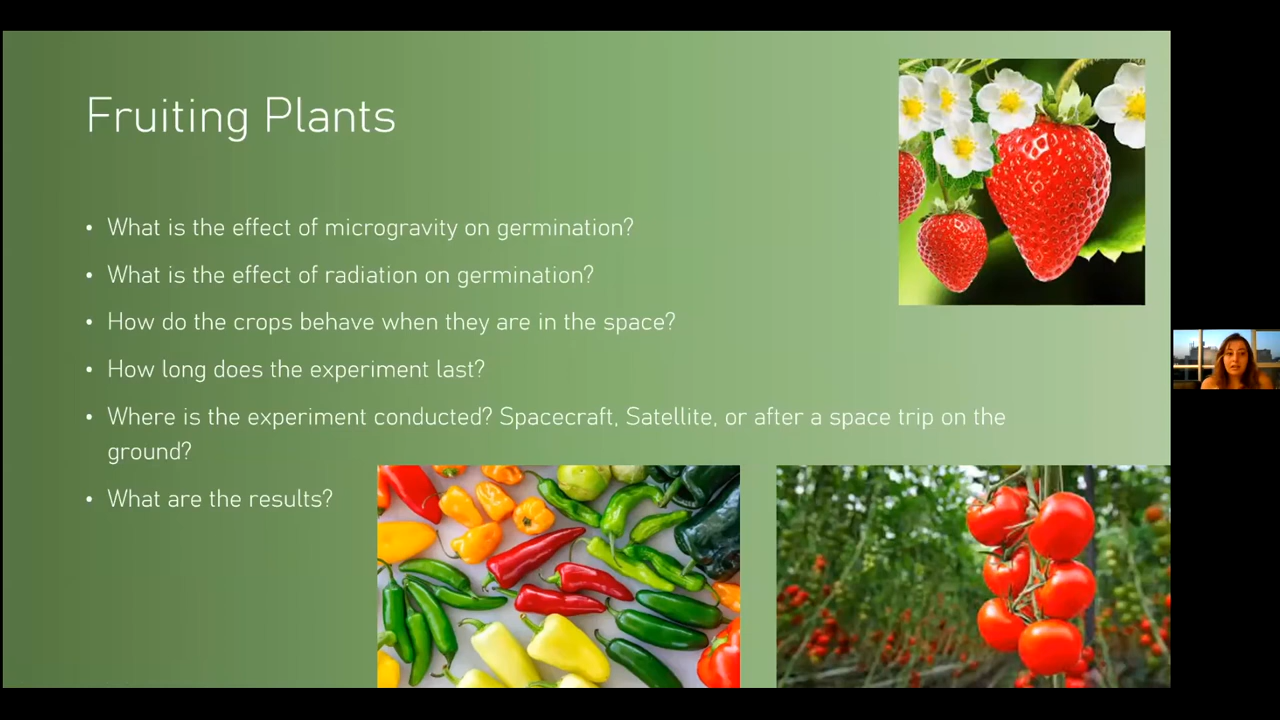 Fruiting Plants
• What is the effect of microgravity on germination?
• What is the effect of radiation on germination?
• How do the crops behave when they are in the space?
• How long does the experiment last?
• Where is the experiment conducted? Spacecraft, Satellite, or after a space trip on the
ground?
• What are the results?